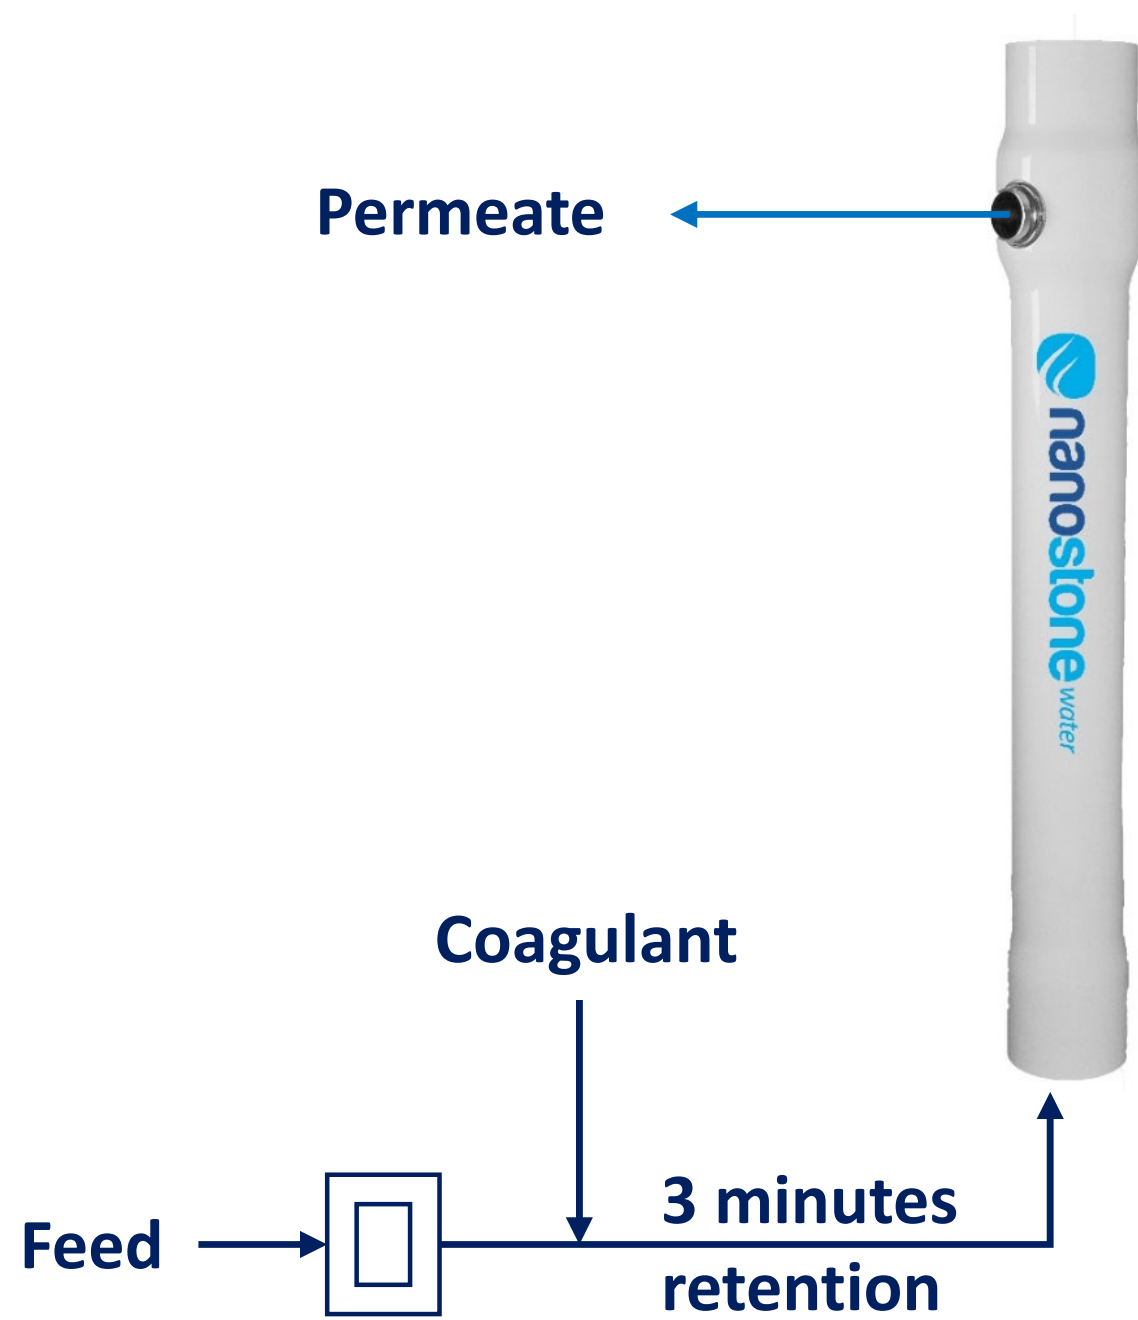 Permeate
nanostone
water
Coagulant
3 minutes
Feed
retention